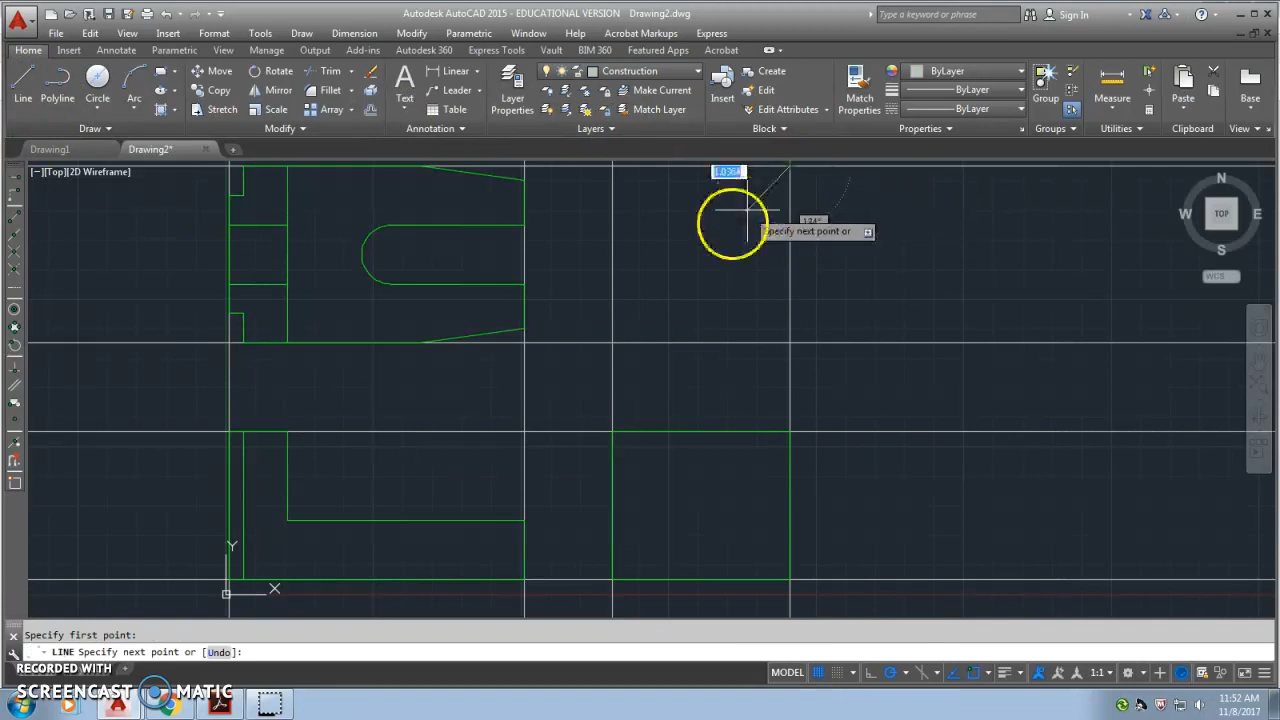 Autodesk AutoCAD 2015 - EDUCATIONAL VERSION Drawing2.dwg
Type a keyword or phrase
Sign In
File Edit View Insert Format Tools Draw Dimension Modify Parametric Window Help Acrobat Markups Express
Home Insert Annotate Parametric View Manage Output Add-ins Autodesk 360 Express Tools Vault BIM 360 Featured Apps Acrobat
Move Rotate Trim Linear Construction Create ByLayer
Copy Mirror Fillet Leader Make Current Edit ByLayer
Line Polyline Circle Arc Text Layer Properties Insert Match Properties Group Measure Paste Base
Stretch Scale Array Table Match Layer Edit Attributes ByLayer
Draw Modify Annotation Layers Block Properties Groups Utilities Clipboard View
Drawing1 Drawing2*
[−][Top][2D Wireframe]
N
W TOP E
S
WCS
134°
Specify next point or
Y
X
Specify first point:
LINE Specify next point or [Undo]:
MODEL 1:1
RECORDED WITH
SCREENCAST MATIC
11:52 AM
11/8/2017